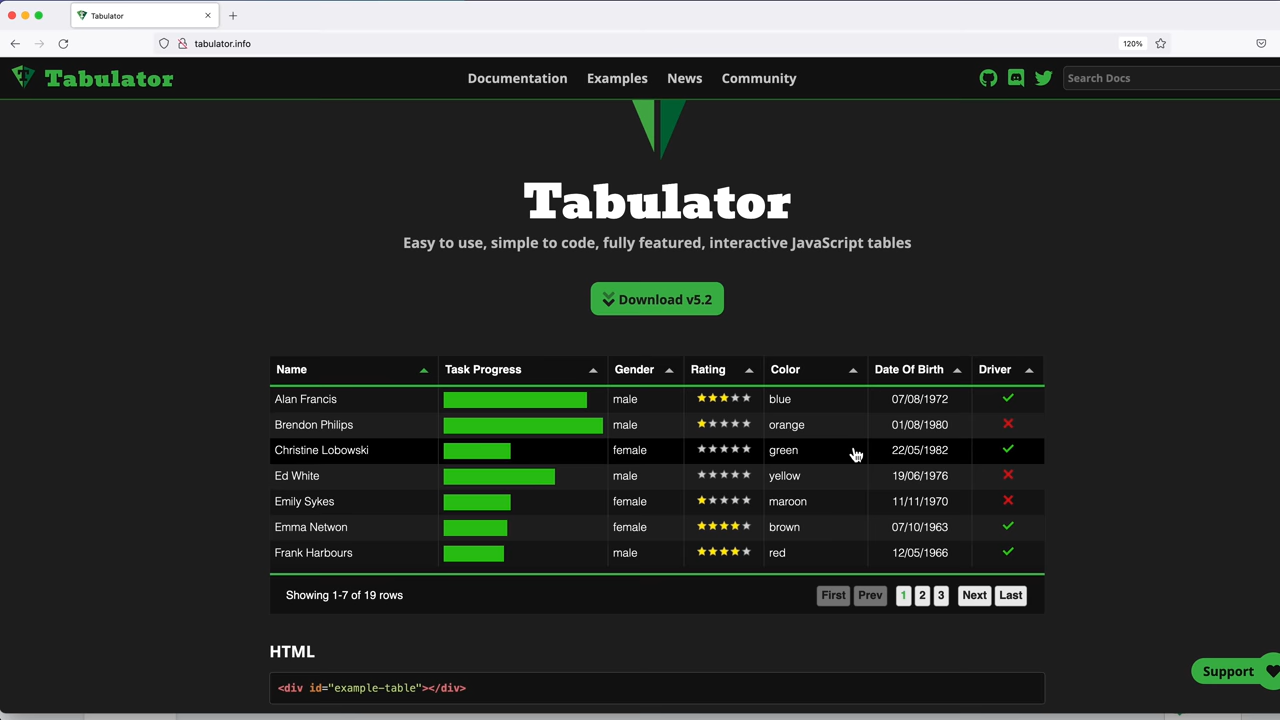 Tabulator
tabulator.info
120%
Tabulator
Documentation Examples News Community
Search Docs
Tabulator
Easy to use, simple to code, fully featured, interactive JavaScript tables
Download v5.2
Name Task Progress Gender Rating Color Date Of Birth Driver
Alan Francis male blue 07/08/1972
Brendon Philips male orange 01/08/1980
Christine Lobowski female green 22/05/1982
Ed White male yellow 19/06/1976
Emily Sykes female maroon 11/11/1970
Emma Netwon female brown 07/10/1963
Frank Harbours male red 12/05/1966
Showing 1-7 of 19 rows First Prev 1 2 3 Next Last
HTML
Support
<div id="example-table"></div>